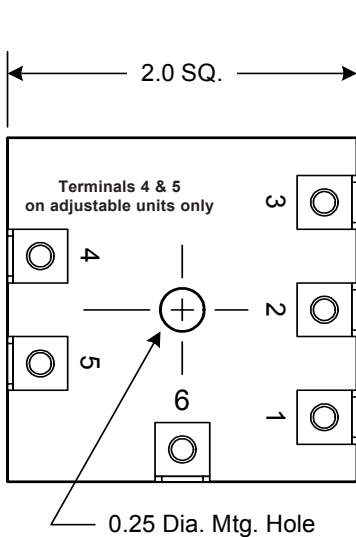 2.0 SQ.
Terminals 4 & 5
on adjustable units only
3
4
2
5
6
1
0.25 Dia. Mtg. Hole